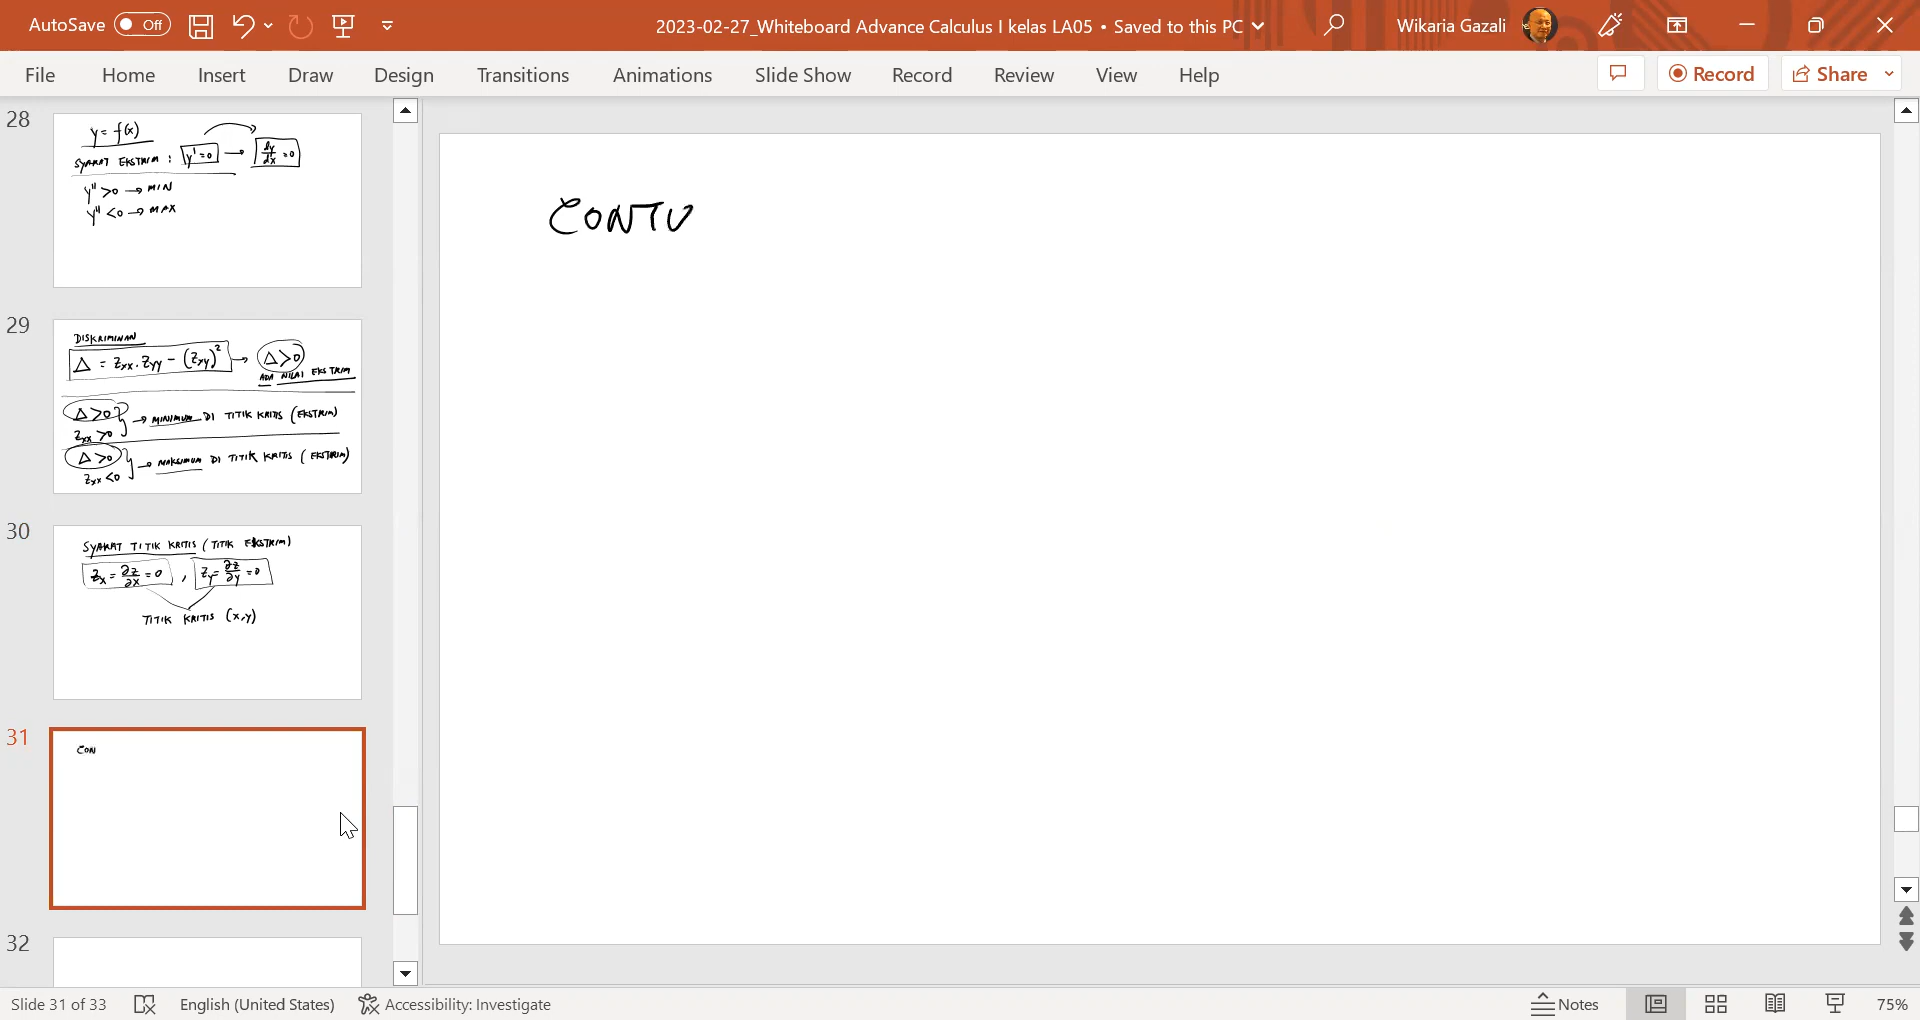 AutoSave Off 2023-02-27_Whiteboard Advance Calculus I kelas LA05 • Saved to this PC Wikaria Gazali
File Home Insert Draw Design Transitions Animations Slide Show Record Review View Help Record Share
28
y = f(x)
SYARAT EKSTRIM : y' = 0 → dy/dx = 0
y" > 0 → MIN
y" < 0 → MAX
29
DISKRIMINAN
Δ = Zxx . Zyy - (Zxy)² → Δ > 0
ADA NILAI EKSTRIM
Δ > 0
Zxx > 0 } → MINIMUM DI TITIK KRITIS (EKSTRIM)
Δ > 0
Zxx < 0 } → MAKSIMUM DI TITIK KRITIS (EKSTRIM)
30
SYARAT TITIK KRITIS (TITIK EKSTRIM)
Zx = ∂z/∂x = 0 , Zy = ∂z/∂y = 0
TITIK KRITIS (x,y)
31
CON
32
CONTU
Slide 31 of 33 English (United States) Accessibility: Investigate Notes 75%